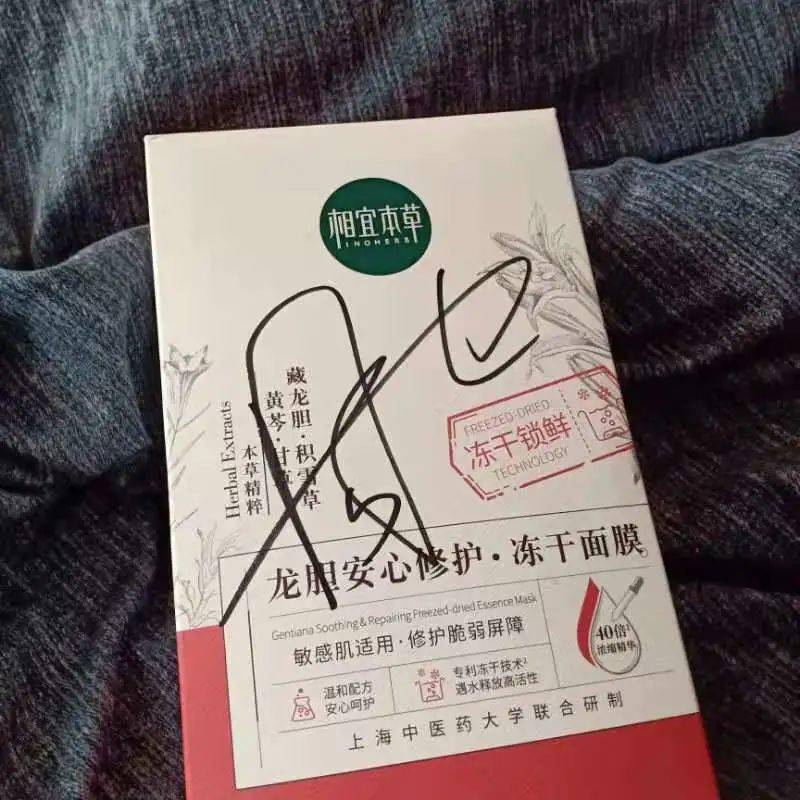 相宜本草
INOHERB
藏龙胆·积雪草
黄芩·甘草
本草精粹
Herbal Extracts
FREEZED-DRIED
冻干锁鲜
TECHNOLOGY
龙胆安心修护·冻干面膜
Gentiana Soothing & Repairing Freezed-dried Essence Mask
敏感肌适用·修护脆弱屏障
温和配方
安心呵护
专利冻干技术²
遇水释放高活性
40倍¹
浓缩精华
上海中医药大学联合研制